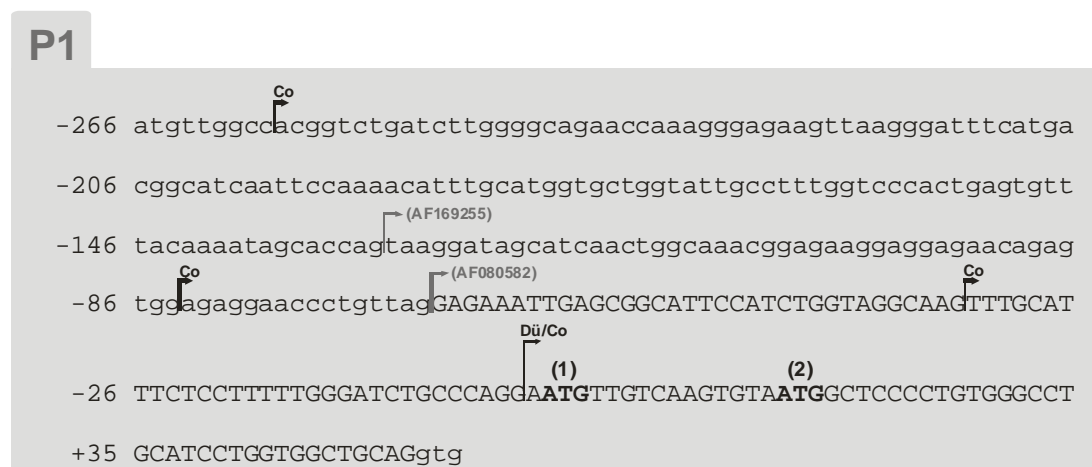 P1
Co
-266 atgttggccacggtctgatcttggggcagaaccaaagggagaagttaagggatttcatga
-206 cggcatcaattccaaaacatttgcatggtgctggtattgcctttggtcccactgagtgtt
(AF169255)
-146 tacaaaatagcaccagtaaggatagcatcaactggcaaacggagaaggaggagaacagag
Co (AF080582) Co
-86 tggagaggaaccctgttagGAGAAATTGAGCGGCATTCCATCTGGTAGGCAAGTTTGCAT
Dü/Co (1) (2)
-26 TTCTCCTTTTTGGGATCTGCCCAGGAATGTTGTCAAGTGTAATGGCTCCCCTGTGGGCCT
+35 GCATCCTGGTGGCTGCAGgtg